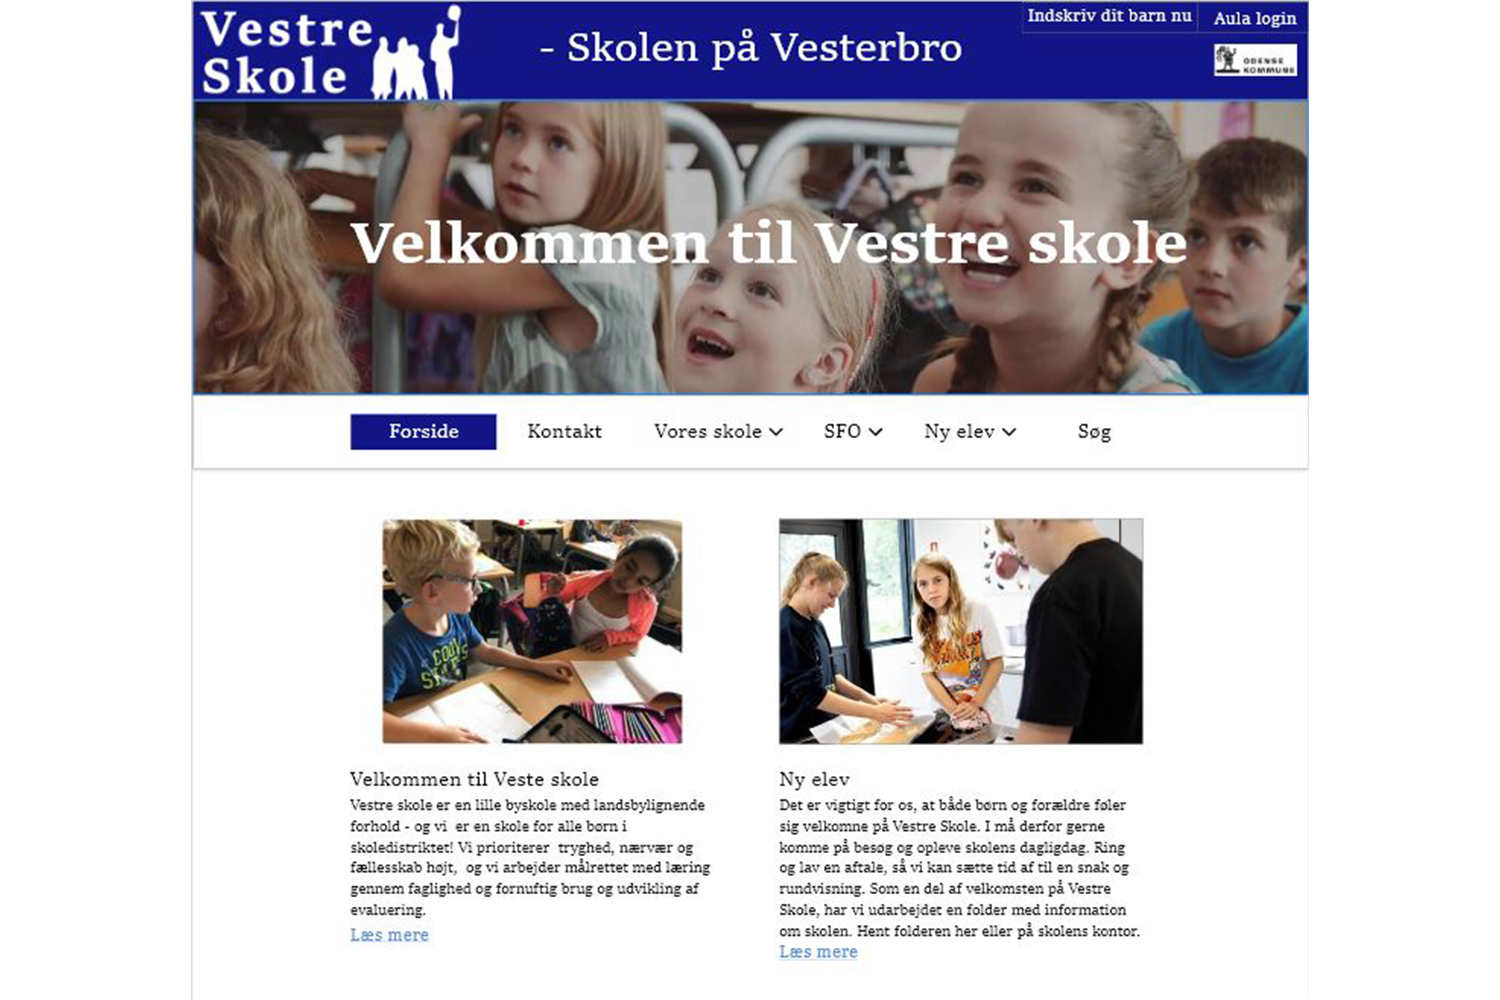 Vestre
Skole
- Skolen på Vesterbro
Indskriv dit barn nu
Aula login
ODENSE
KOMMUNE
Velkommen til Vestre skole
Forside
Kontakt
Vores skole
SFO
Ny elev
Søg
Velkommen til Veste skole
Vestre skole er en lille byskole med landsbylignende
forhold - og vi  er en skole for alle børn i
skoledistriktet! Vi prioriterer  tryghed, nærvær og
fællesskab højt,  og vi arbejder målrettet med læring
gennem faglighed og fornuftig brug og udvikling af
evaluering.
Læs mere
Ny elev
Det er vigtigt for os, at både børn og forældre føler
sig velkomne på Vestre Skole. I må derfor gerne
komme på besøg og opleve skolens dagligdag. Ring
og lav en aftale, så vi kan sætte tid af til en snak og
rundvisning. Som en del af velkomsten på Vestre
Skole, har vi udarbejdet en folder med information
om skolen. Hent folderen her eller på skolens kontor.
Læs mere